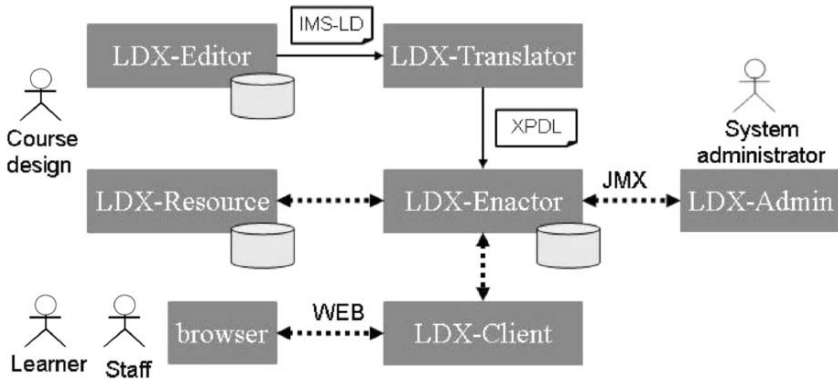 IMS-LD
LDX-Editor
LDX-Translator
Course
design
XPDL
System
administrator
LDX-Resource
LDX-Enactor
JMX
LDX-Admin
Learner
Staff
browser
WEB
LDX-Client